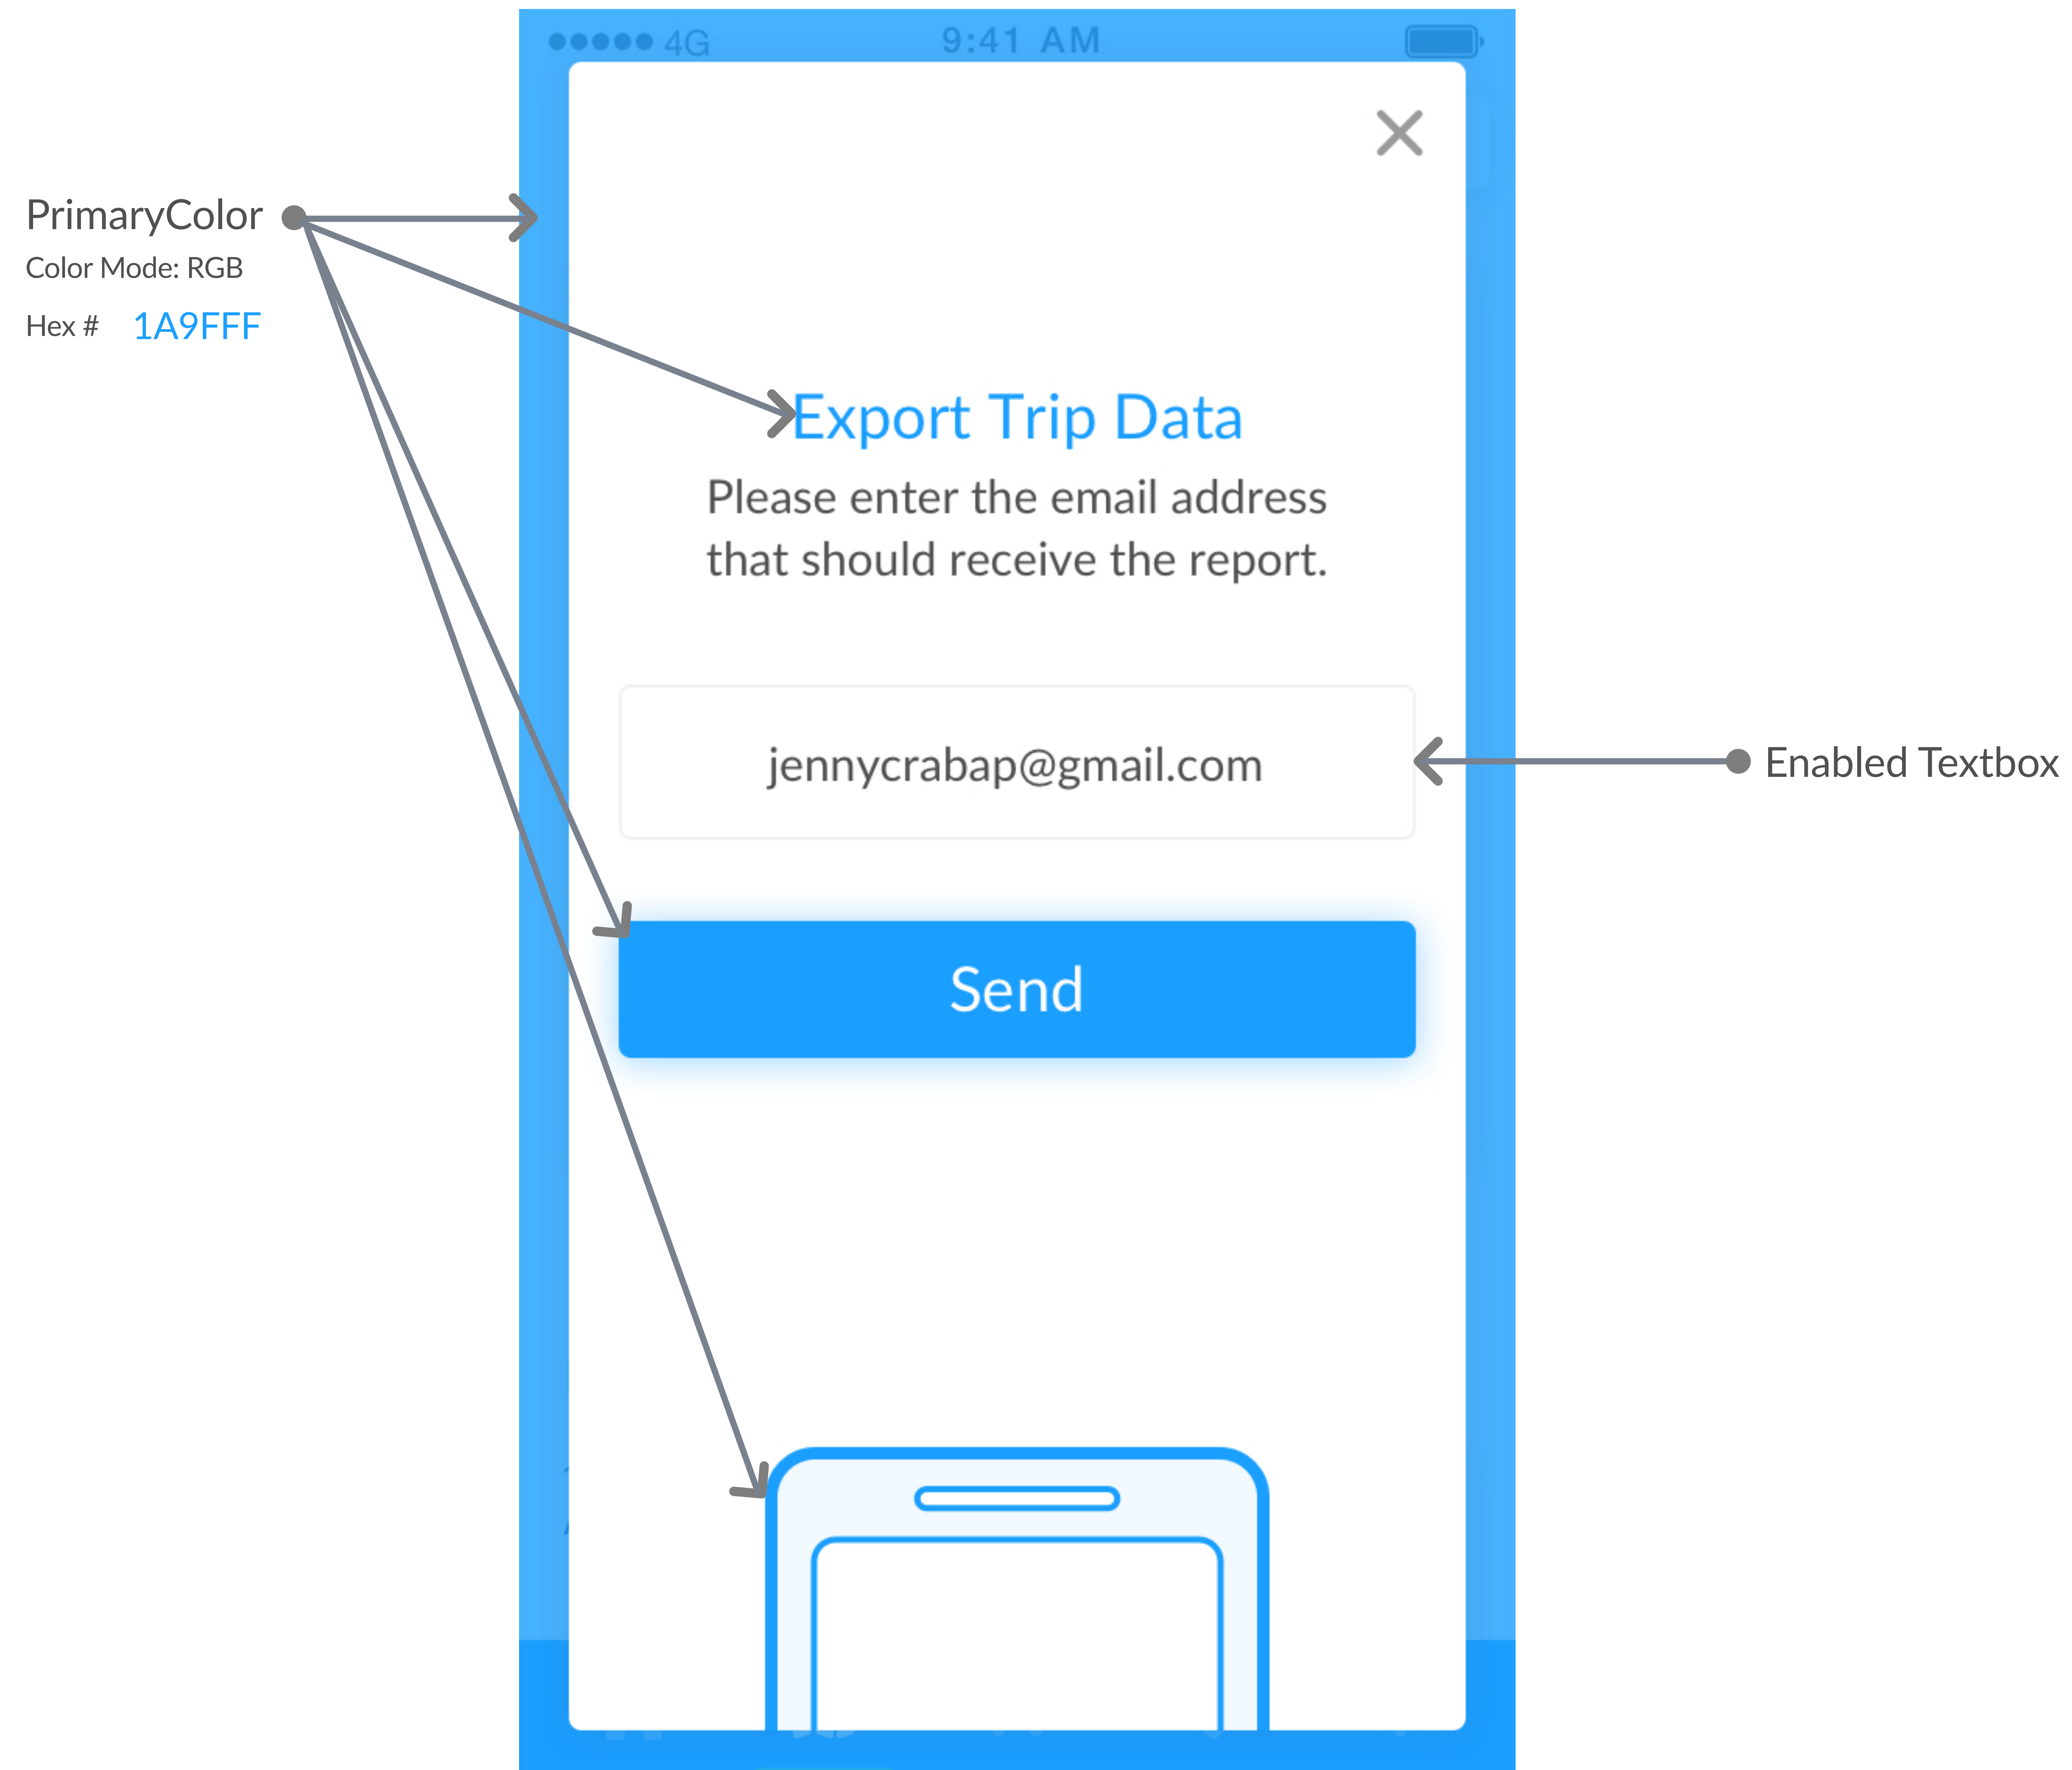 4G 9:41 AM
PrimaryColor
Color Mode: RGB
Hex # 1A9FFF
Export Trip Data
Please enter the email address
that should receive the report.
jennycrabap@gmail.com
Enabled Textbox
Send